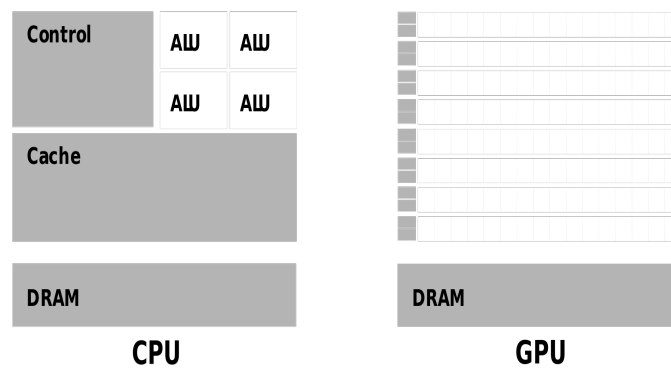 Control
ALU ALU
ALU ALU
Cache
DRAM
DRAM
CPU
GPU